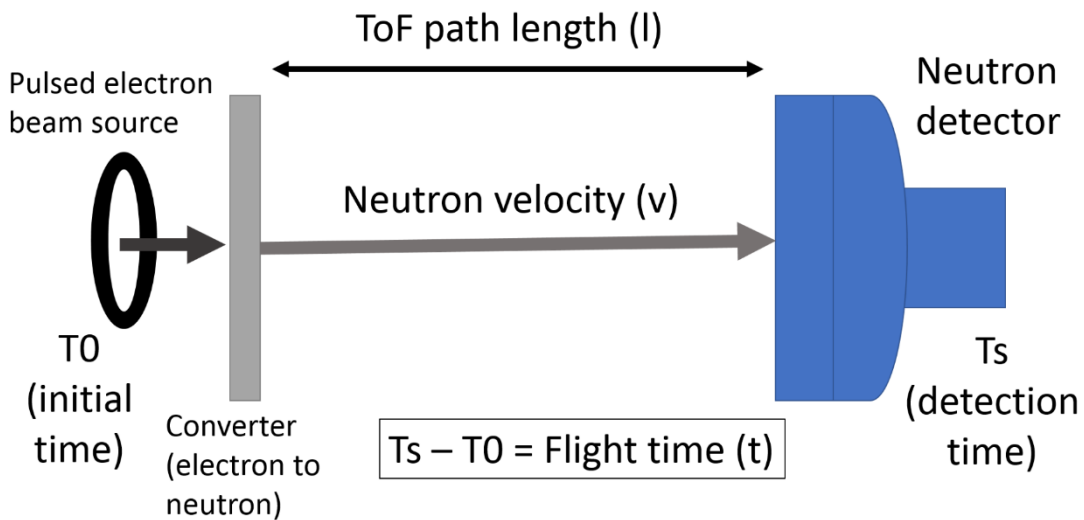 ToF path length (l)
Pulsed electron
beam source
Neutron
detector
Neutron velocity (v)
T0
(initial
time)
Converter
(electron to
neutron)
Ts – T0 = Flight time (t)
Ts
(detection
time)